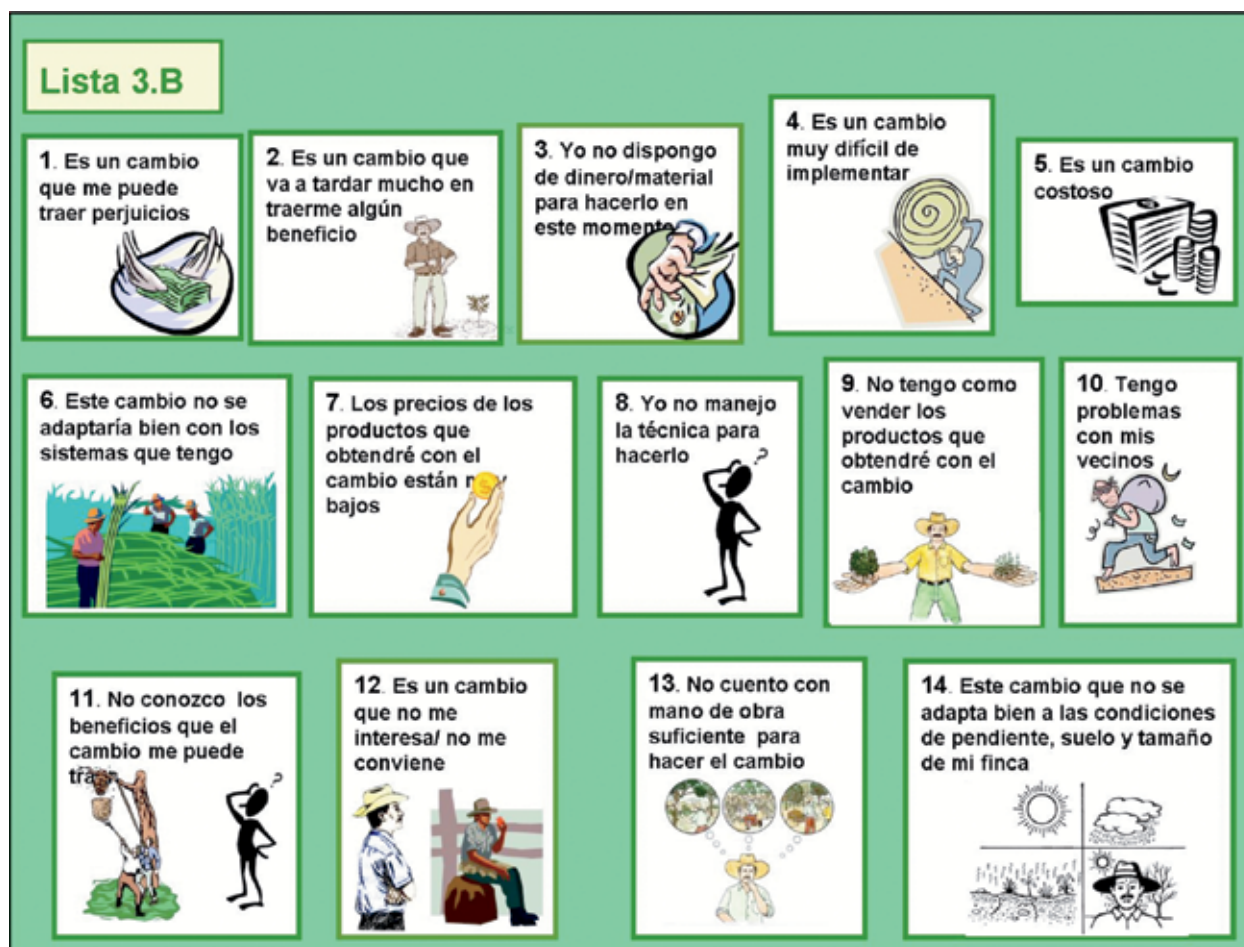 Lista 3.B
1. Es un cambio
que me puede
traer perjuicios
2. Es un cambio que
va a tardar mucho en
traerme algún
beneficio
3. Yo no dispongo
de dinero/material
para hacerlo en
este momento
4. Es un cambio
muy difícil de
implementar
5. Es un cambio
costoso
6. Este cambio no se
adaptaría bien con los
sistemas que tengo
7. Los precios de los
productos que
obtendré con el
cambio están
bajos
8. Yo no manejo
la técnica para
hacerlo
9. No tengo como
vender los
productos que
obtendré con el
cambio
10. Tengo
problemas
con mis
vecinos
11. No conozco los
beneficios que el
cambio me puede
12. Es un cambio
que no me
interesa/ no me
conviene
13. No cuento con
mano de obra
suficiente para
hacer el cambio
14. Este cambio que no se
adapta bien a las condiciones
de pendiente, suelo y tamaño
de mi finca